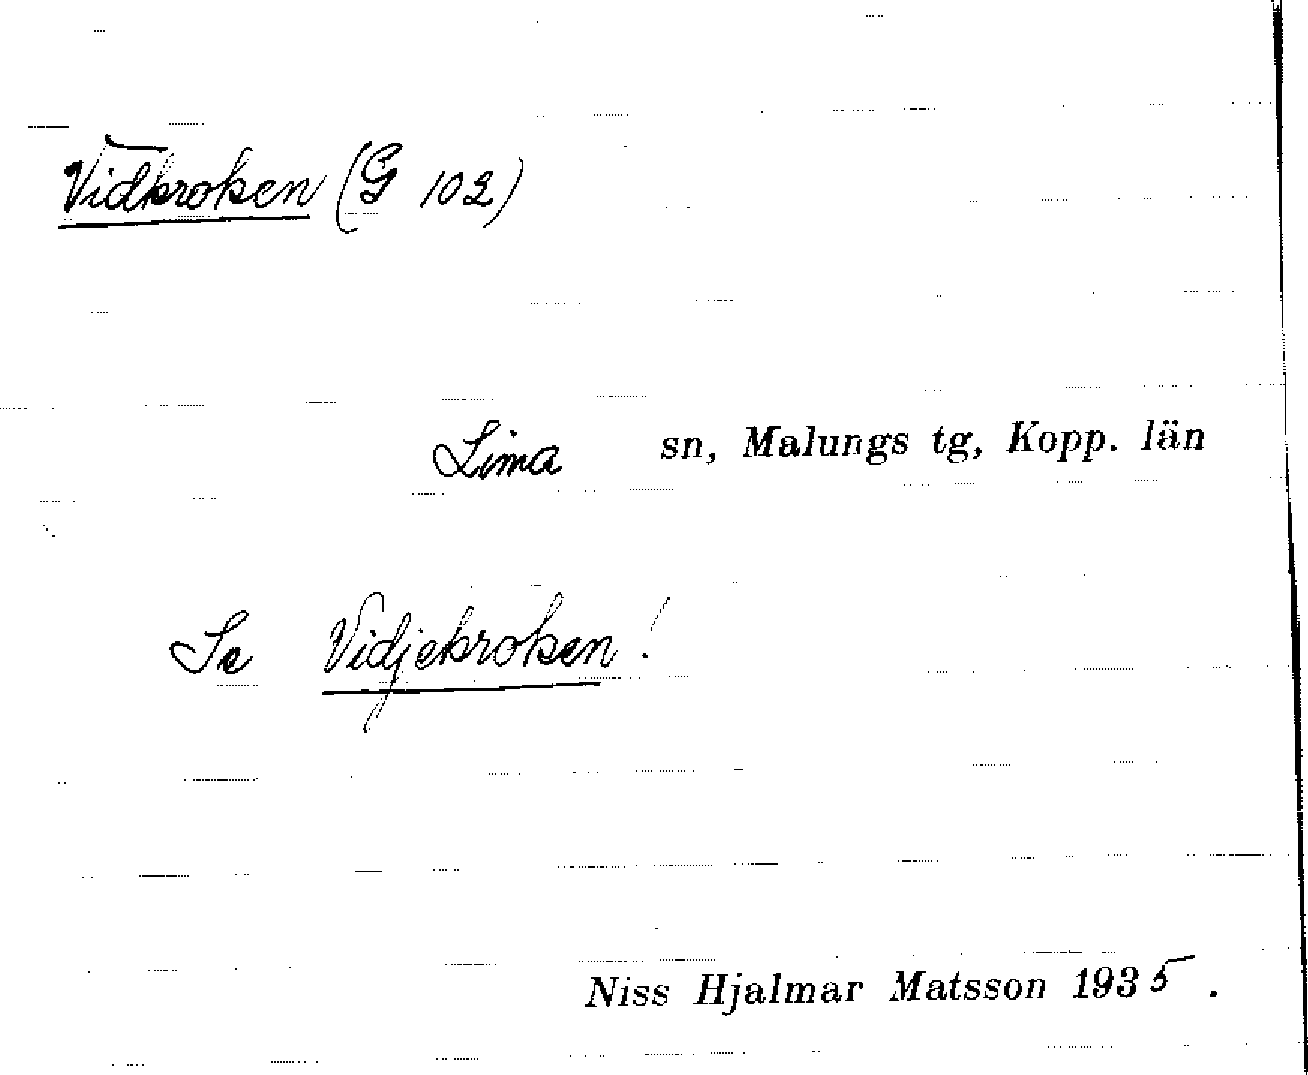 Vidkroken (G 102)
Lima sn, Malungs tg, Kopp. län
Se Vidjekroken!
Niss Hjalmar Matsson 1935.